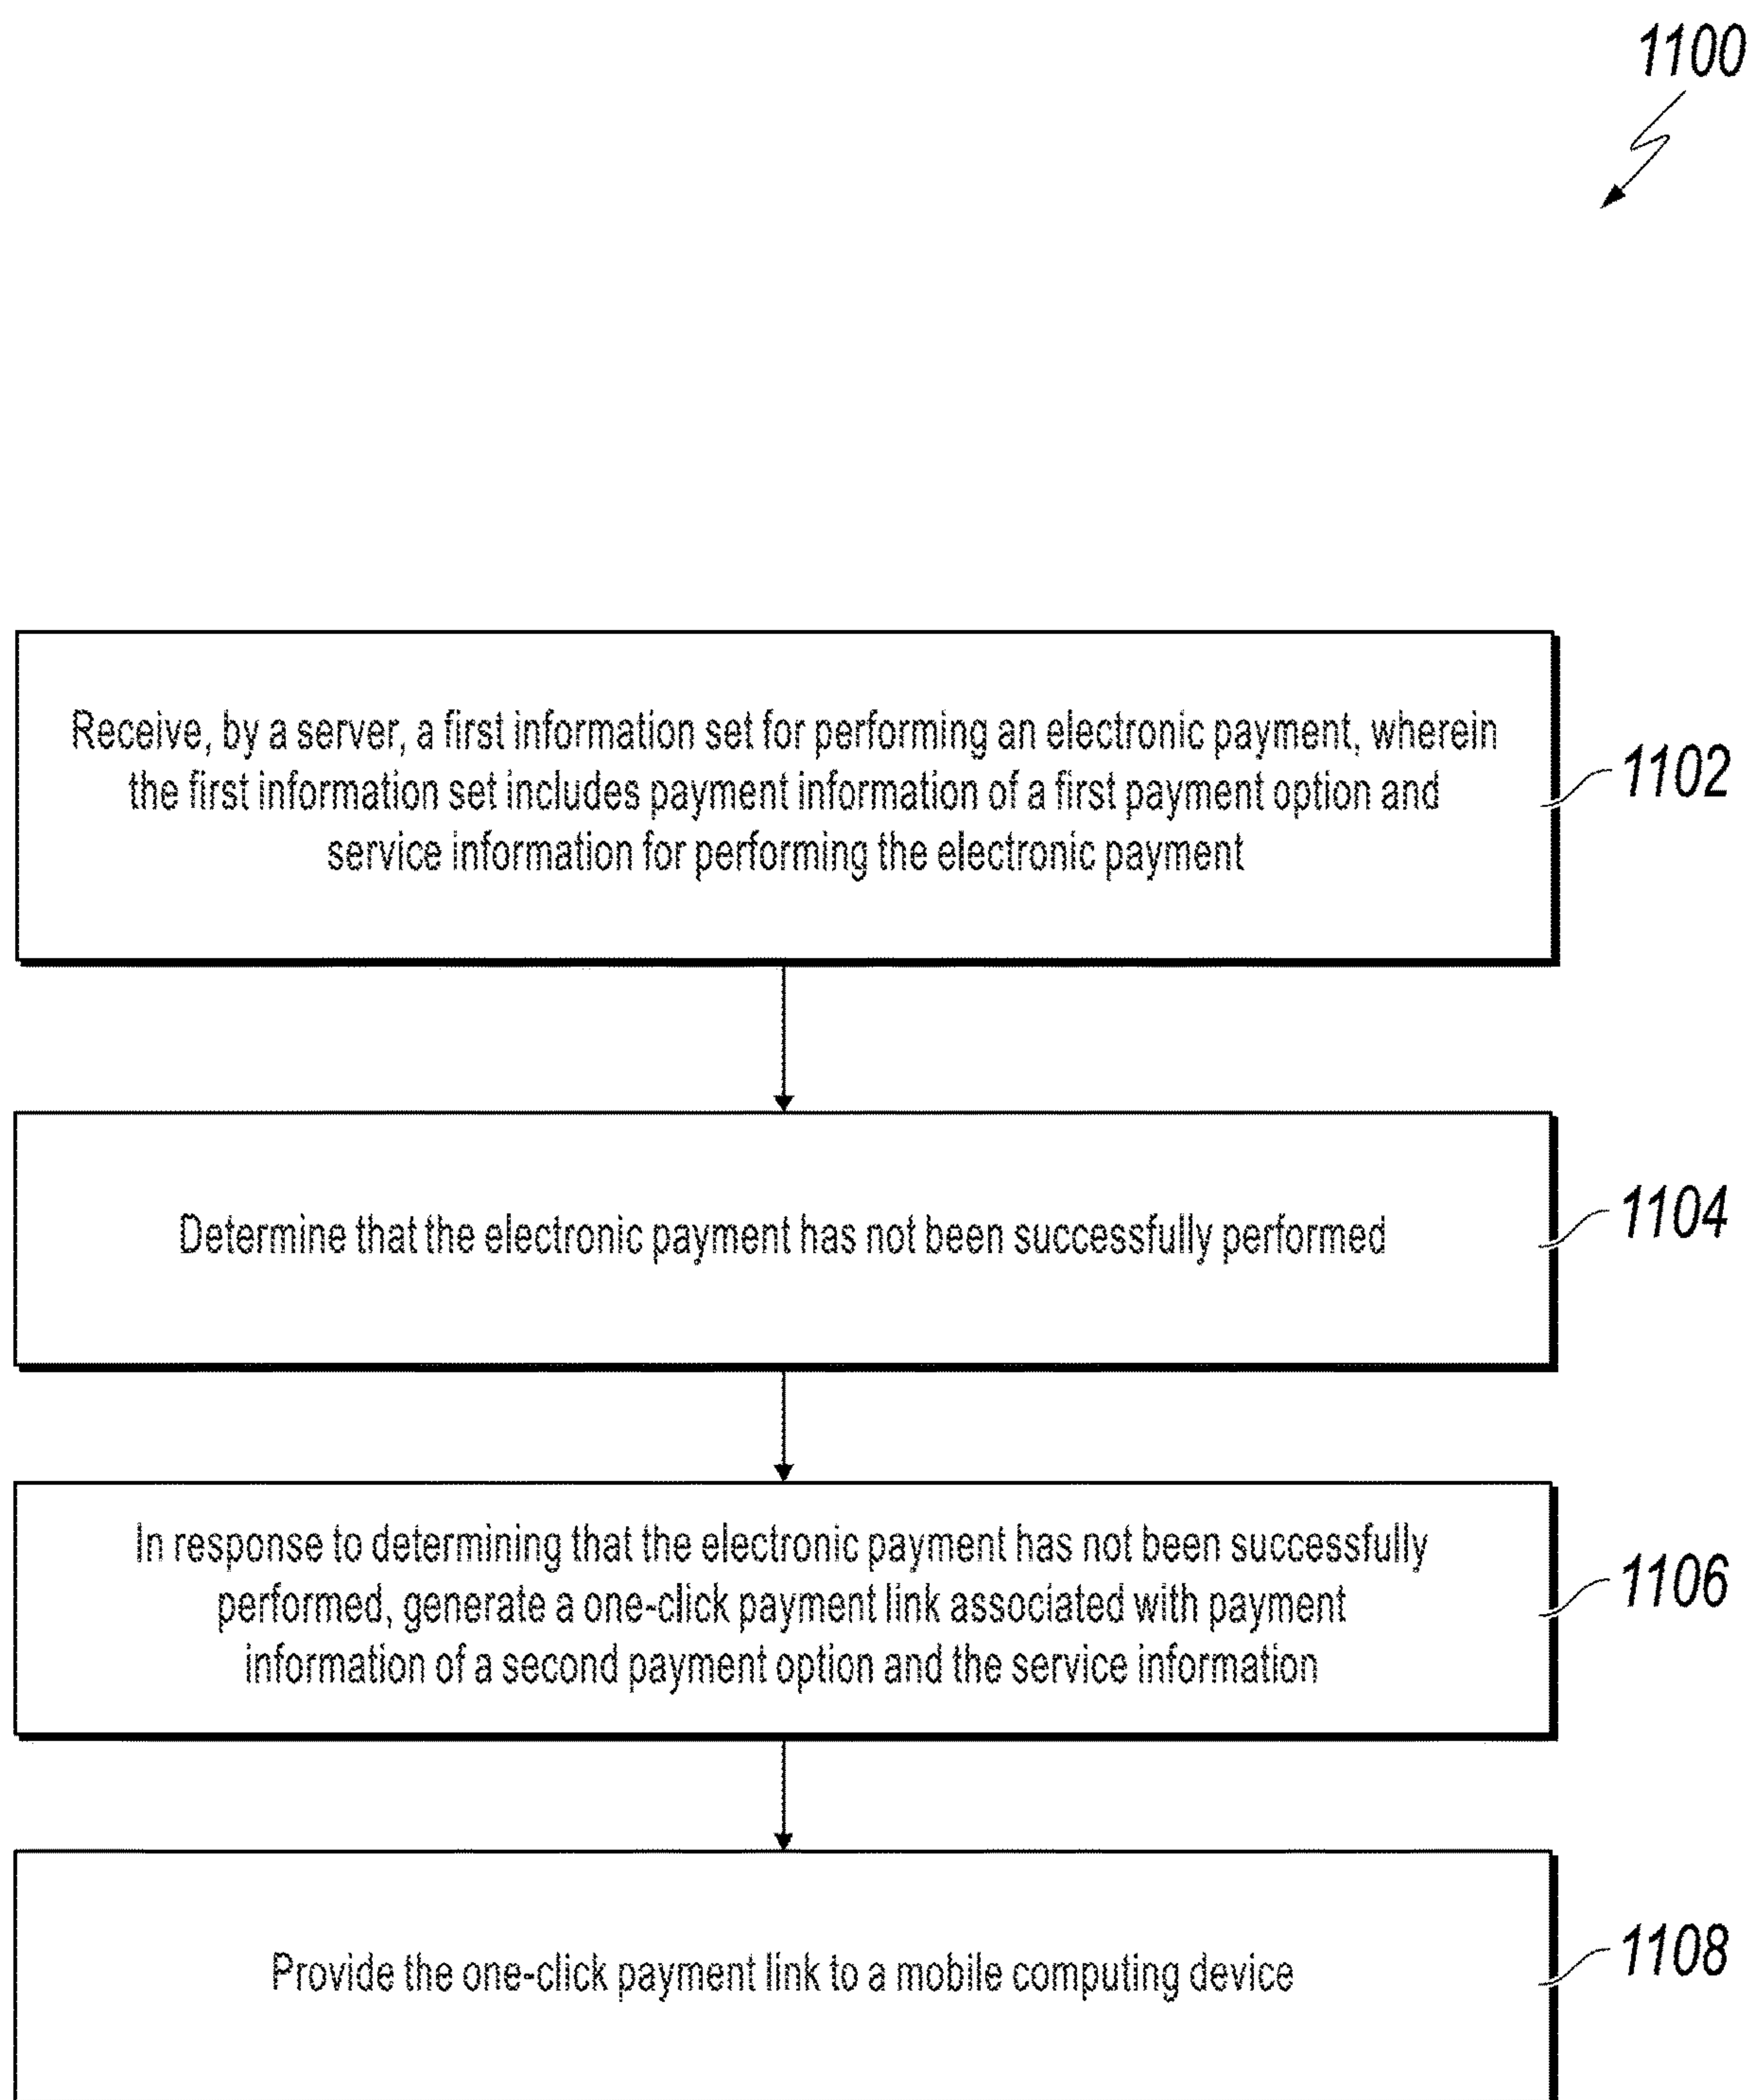 1100
Receive, by a server, a first information set for performing an electronic payment, wherein
the first information set includes payment information of a first payment option and
service information for performing the electronic payment
1102
Determine that the electronic payment has not been successfully performed
1104
In response to determining that the electronic payment has not been successfully
performed, generate a one-click payment link associated with payment
information of a second payment option and the service information
1106
Provide the one-click payment link to a mobile computing device
1108